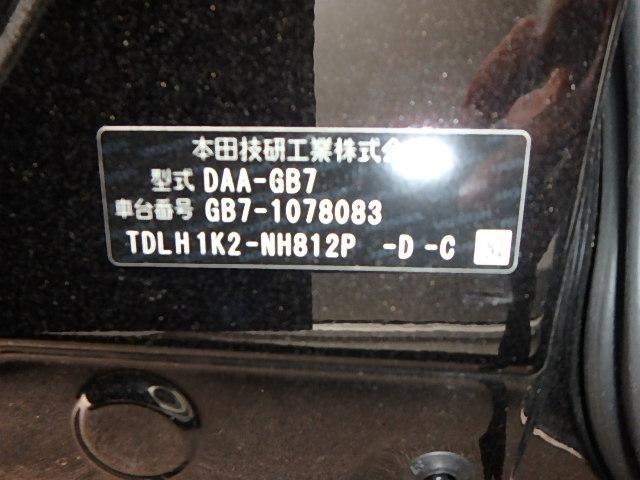 本田技研工業株式会
型式 DAA-GB7
車台番号 GB7-1078083
TDLH1K2-NH812P -D -C